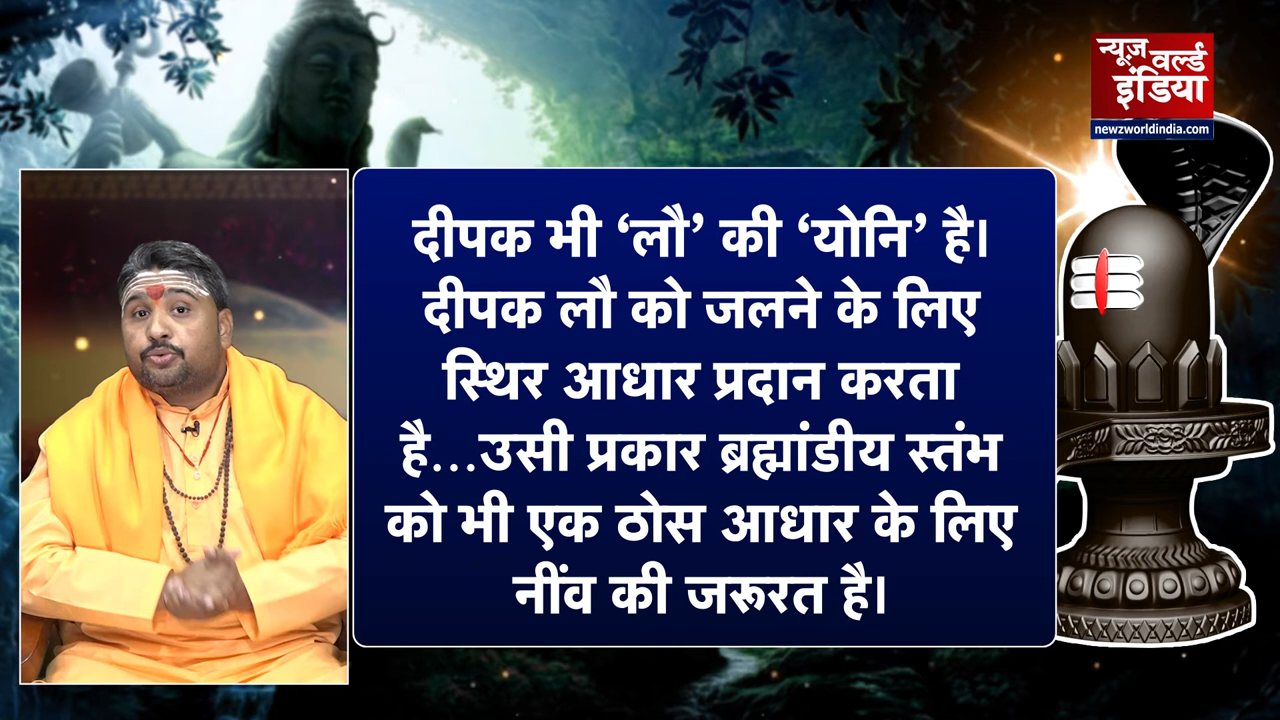 न्यूज़ वर्ल्ड
इंडिया
newzworldindia.com
दीपक भी ‘लौ’ की ‘योनि’ है।
दीपक लौ को जलने के लिए
स्थिर आधार प्रदान करता
है...उसी प्रकार ब्रह्मांडीय स्तंभ
को भी एक ठोस आधार के लिए
नींव की जरूरत है।